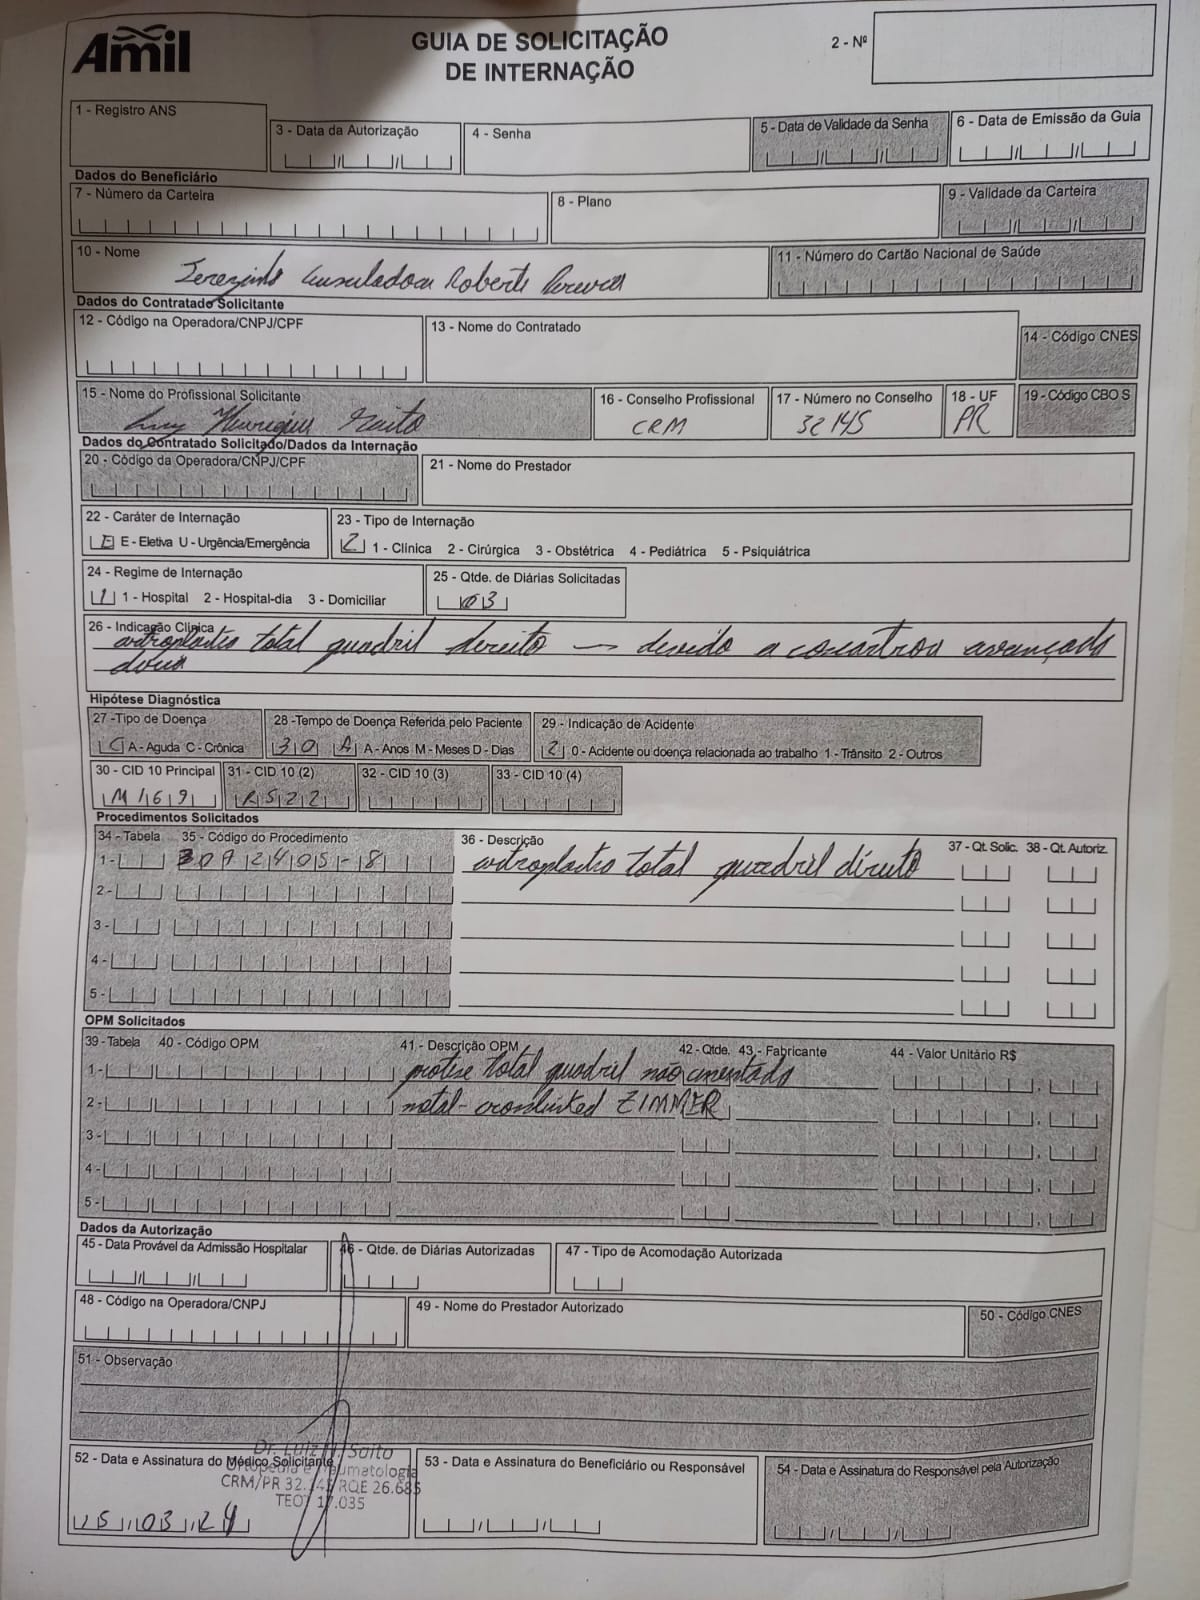 Amil
GUIA DE SOLICITAÇÃO
DE INTERNAÇÃO
2 - Nº
1 - Registro ANS
3 - Data da Autorização
4 - Senha
5 - Data de Validade da Senha
6 - Data de Emissão da Guia
Dados do Beneficiário
7 - Número da Carteira
8 - Plano
9 - Validade da Carteira
10 - Nome
Roberto
11 - Número do Cartão Nacional de Saúde
Dados do Contratado Solicitante
12 - Código na Operadora/CNPJ/CPF
13 - Nome do Contratado
14 - Código CNES
15 - Nome do Profissional Solicitante
Henrique
16 - Conselho Profissional
CRM
17 - Número no Conselho
32145
18 - UF
PR
19 - Código CBO S
Dados do Contratado Solicitado/Dados da Internação
20 - Código da Operadora/CNPJ/CPF
21 - Nome do Prestador
22 - Caráter de Internação
E E - Eletiva U - Urgência/Emergência
23 - Tipo de Internação
2 1 - Clínica 2 - Cirúrgica 3 - Obstétrica 4 - Pediátrica 5 - Psiquiátrica
24 - Regime de Internação
1 1 - Hospital 2 - Hospital-dia 3 - Domiciliar
25 - Qtde. de Diárias Solicitadas
03
26 - Indicação Clínica
total quadril direito — devido a avançada
Hipótese Diagnóstica
27 -Tipo de Doença
C A - Aguda C - Crônica
28 -Tempo de Doença Referida pelo Paciente
30 A A - Anos M - Meses D - Dias
29 - Indicação de Acidente
2 0 - Acidente ou doença relacionada ao trabalho 1 - Trânsito 2 - Outros
30 - CID 10 Principal
M169
31 - CID 10 (2)
R522
32 - CID 10 (3)
33 - CID 10 (4)
Procedimentos Solicitados
34 - Tabela 35 - Código do Procedimento
36 - Descrição
37 - Qt. Solic. 38 - Qt. Autoriz.
1 - 3072405-8 total quadril direito
2 -
3 -
4 -
5 -
OPM Solicitados
39 - Tabela 40 - Código OPM
41 - Descrição OPM
42 - Qtde. 43 - Fabricante
44 - Valor Unitário R$
1 - total quadril não cimentado
2 - metal- ZIMMER
3 -
4 -
5 -
Dados da Autorização
45 - Data Provável da Admissão Hospitalar
46 - Qtde. de Diárias Autorizadas
47 - Tipo de Acomodação Autorizada
48 - Código na Operadora/CNPJ
49 - Nome do Prestador Autorizado
50 - Código CNES
51 - Observação
52 - Data e Assinatura do Médico Solicitante
Dr. Luiz H. Saito
Ortopedia e Traumatologia
CRM/PR 32.145 RQE 26.685
TEOT 17.035
05 03 24
53 - Data e Assinatura do Beneficiário ou Responsável
54 - Data e Assinatura do Responsável pela Autorização